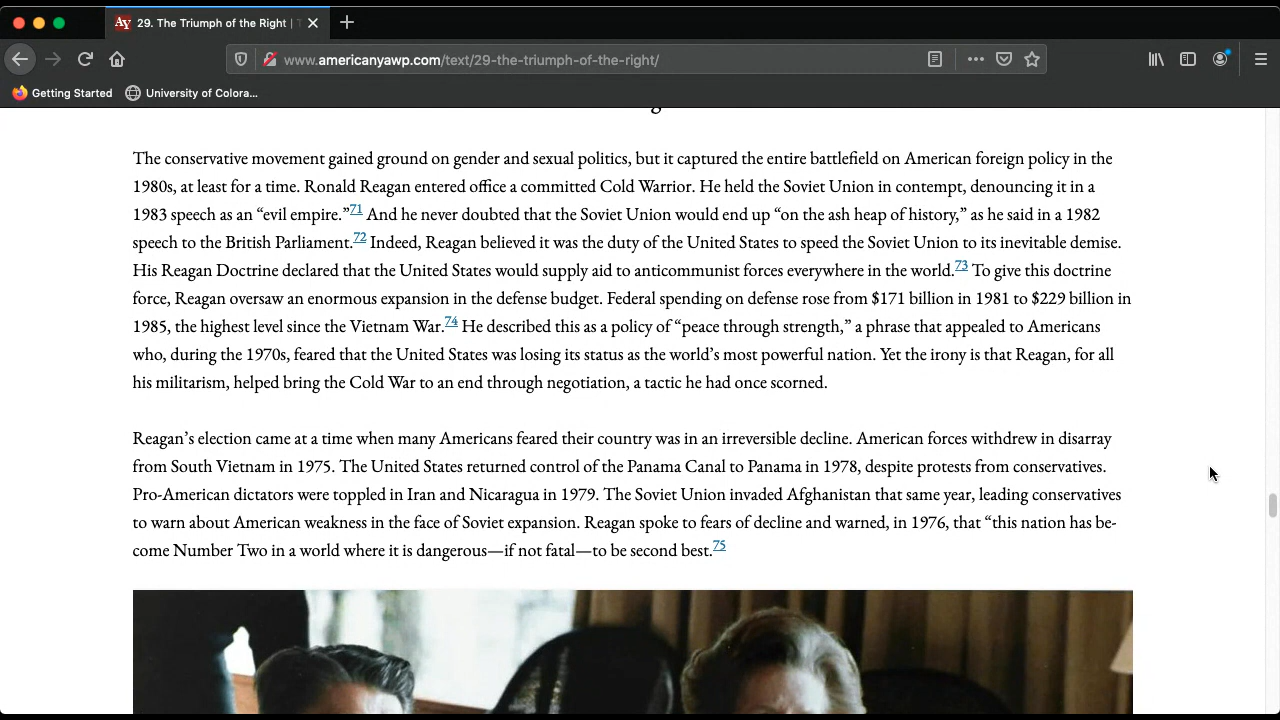 29. The Triumph of the Right |
www.americanyawp.com/text/29-the-triumph-of-the-right/
Getting Started University of Colora...
The conservative movement gained ground on gender and sexual politics, but it captured the entire battlefield on American foreign policy in the
1980s, at least for a time. Ronald Reagan entered office a committed Cold Warrior. He held the Soviet Union in contempt, denouncing it in a
1983 speech as an “evil empire.”71 And he never doubted that the Soviet Union would end up “on the ash heap of history,” as he said in a 1982
speech to the British Parliament.72 Indeed, Reagan believed it was the duty of the United States to speed the Soviet Union to its inevitable demise.
His Reagan Doctrine declared that the United States would supply aid to anticommunist forces everywhere in the world.73 To give this doctrine
force, Reagan oversaw an enormous expansion in the defense budget. Federal spending on defense rose from $171 billion in 1981 to $229 billion in
1985, the highest level since the Vietnam War.74 He described this as a policy of “peace through strength,” a phrase that appealed to Americans
who, during the 1970s, feared that the United States was losing its status as the world’s most powerful nation. Yet the irony is that Reagan, for all
his militarism, helped bring the Cold War to an end through negotiation, a tactic he had once scorned.
Reagan’s election came at a time when many Americans feared their country was in an irreversible decline. American forces withdrew in disarray
from South Vietnam in 1975. The United States returned control of the Panama Canal to Panama in 1978, despite protests from conservatives.
Pro-American dictators were toppled in Iran and Nicaragua in 1979. The Soviet Union invaded Afghanistan that same year, leading conservatives
to warn about American weakness in the face of Soviet expansion. Reagan spoke to fears of decline and warned, in 1976, that “this nation has be-
come Number Two in a world where it is dangerous—if not fatal—to be second best.75